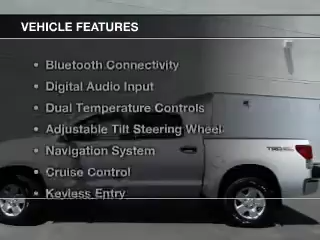 VEHICLE FEATURES
• Bluetooth Connectivity
• Digital Audio Input
• Dual Temperature Controls
• Adjustable Tilt Steering Wheel
• Navigation System
• Cruise Control
• Keyless Entry
TRD